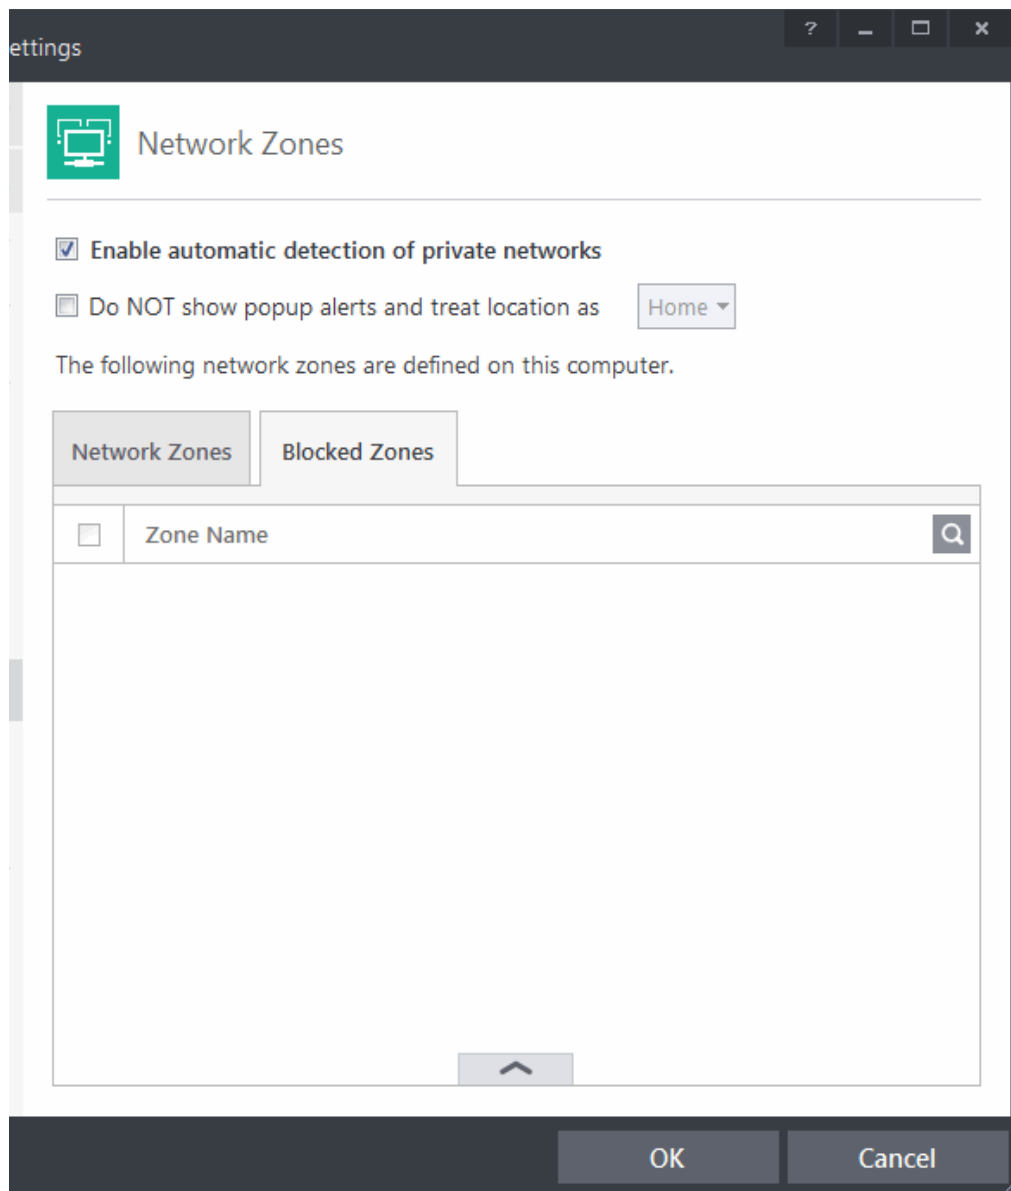 ettings
?
Network Zones
Enable automatic detection of private networks
Do NOT show popup alerts and treat location as Home
The following network zones are defined on this computer.
Network Zones Blocked Zones
Zone Name
OK Cancel